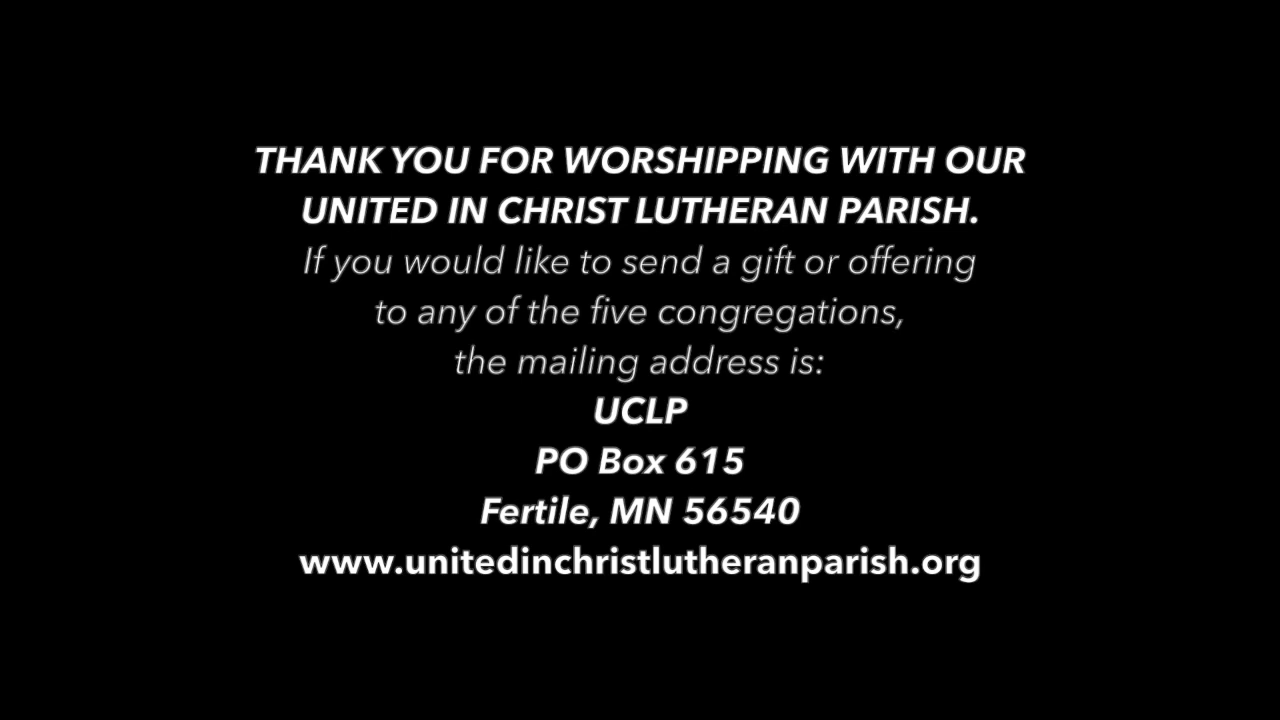 THANK YOU FOR WORSHIPPING WITH OUR
UNITED IN CHRIST LUTHERAN PARISH.
If you would like to send a gift or offering
to any of the five congregations,
the mailing address is:
UCLP
PO Box 615
Fertile, MN 56540
www.unitedinchristlutheranparish.org